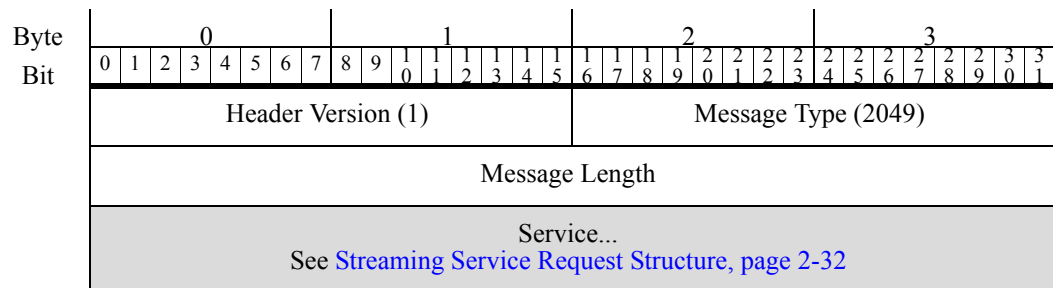 Byte 0 1 2 3
Bit 0 1 2 3 4 5 6 7 8 9 10 11 12 13 14 15 16 17 18 19 20 21 22 23 24 25 26 27 28 29 30 31
Header Version (1) Message Type (2049)
Message Length
Service...
See Streaming Service Request Structure, page 2-32